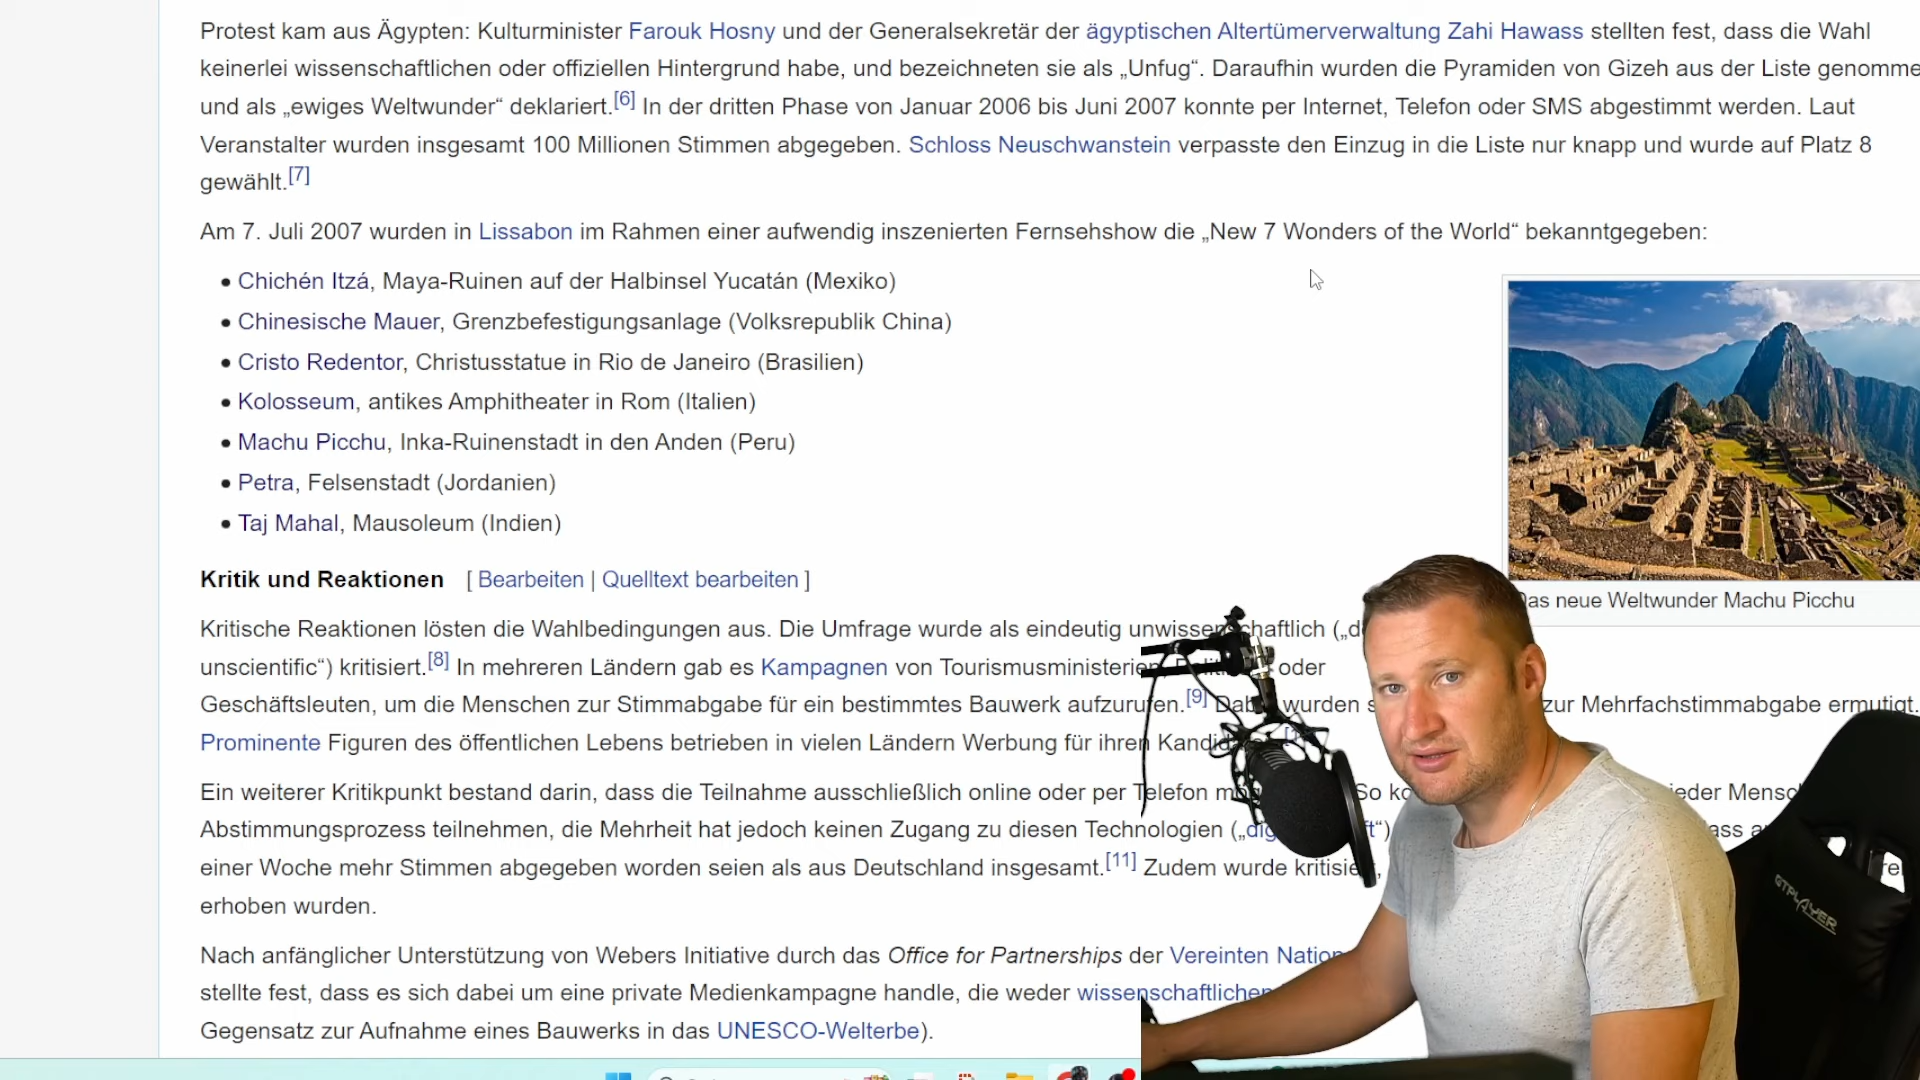 Protest kam aus Ägypten: Kulturminister Farouk Hosny und der Generalsekretär der ägyptischen Altertümerverwaltung Zahi Hawass stellten fest, dass die Wahl
keinerlei wissenschaftlichen oder offiziellen Hintergrund habe, und bezeichneten sie als „Unfug“. Daraufhin wurden die Pyramiden von Gizeh aus der Liste genomme
und als „ewiges Weltwunder“ deklariert.[6] In der dritten Phase von Januar 2006 bis Juni 2007 konnte per Internet, Telefon oder SMS abgestimmt werden. Laut
Veranstalter wurden insgesamt 100 Millionen Stimmen abgegeben. Schloss Neuschwanstein verpasste den Einzug in die Liste nur knapp und wurde auf Platz 8
gewählt.[7]
Am 7. Juli 2007 wurden in Lissabon im Rahmen einer aufwendig inszenierten Fernsehshow die „New 7 Wonders of the World“ bekanntgegeben:
• Chichén Itzá, Maya-Ruinen auf der Halbinsel Yucatán (Mexiko)
• Chinesische Mauer, Grenzbefestigungsanlage (Volksrepublik China)
• Cristo Redentor, Christusstatue in Rio de Janeiro (Brasilien)
• Kolosseum, antikes Amphitheater in Rom (Italien)
• Machu Picchu, Inka-Ruinenstadt in den Anden (Peru)
• Petra, Felsenstadt (Jordanien)
• Taj Mahal, Mausoleum (Indien)
Das neue Weltwunder Machu Picchu
Kritik und Reaktionen [ Bearbeiten | Quelltext bearbeiten ]
Kritische Reaktionen lösten die Wahlbedingungen aus. Die Umfrage wurde als eindeutig unwissenschaftlich („d
unscientific“) kritisiert.[8] In mehreren Ländern gab es Kampagnen von Tourismusministerien, oder
Geschäftsleuten, um die Menschen zur Stimmabgabe für ein bestimmtes Bauwerk aufzurufen.[9] wurden zur Mehrfachstimmabgabe ermutigt.
Prominente Figuren des öffentlichen Lebens betrieben in vielen Ländern Werbung für ihren
Ein weiterer Kritikpunkt bestand darin, dass die Teilnahme ausschließlich online oder per Telefon So jeder
Abstimmungsprozess teilnehmen, die Mehrheit hat jedoch keinen Zugang zu diesen Technologien
einer Woche mehr Stimmen abgegeben worden seien als aus Deutschland insgesamt.[11] Zudem wurde
erhoben wurden.
Nach anfänglicher Unterstützung von Webers Initiative durch das Office for Partnerships der Vereinten
stellte fest, dass es sich dabei um eine private Medienkampagne handle, die weder wissenschaftlichen
Gegensatz zur Aufnahme eines Bauwerks in das UNESCO-Welterbe).
GTPLAYER